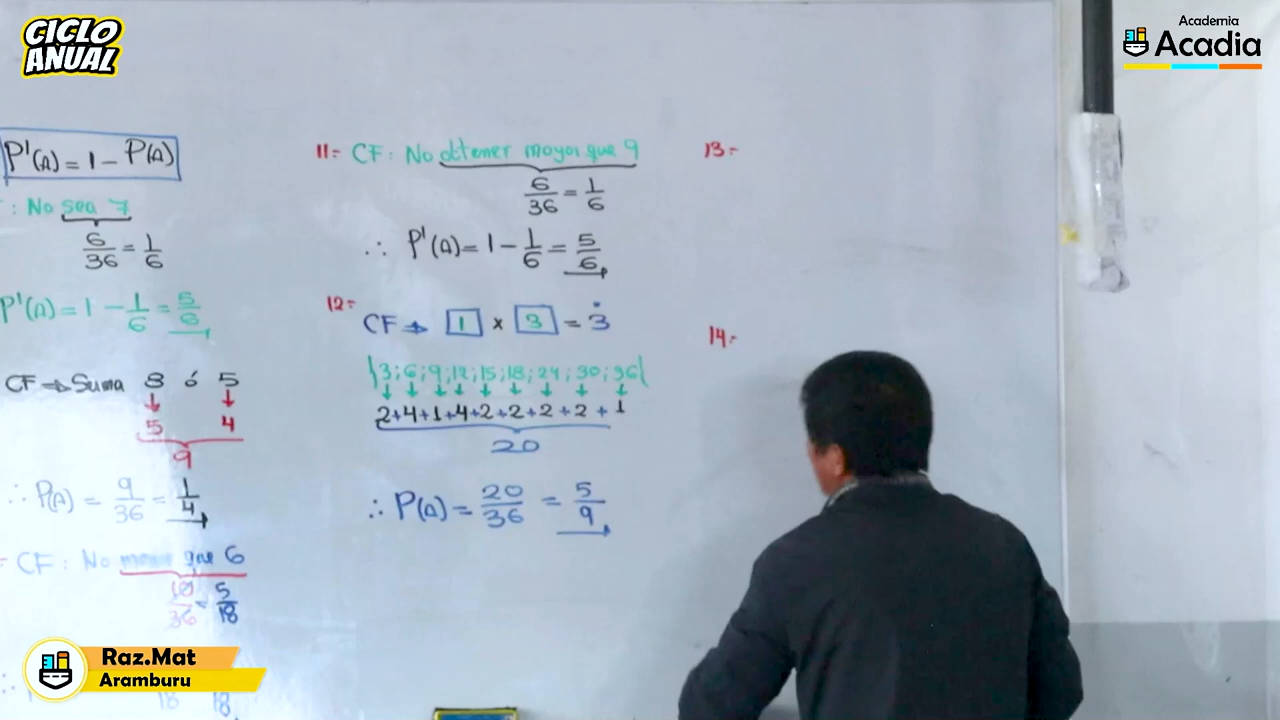 CICLO
ANUAL
Academia
Acadia
P'(A) = 1 - P(A)
: No sea 7
6/36 = 1/6
P'(A) = 1 - 1/6 = 5/6
CF ⇒ Suma 3 ó 5
5 4
9
∴ P(A) = 9/36 = 1/4
CF: No menor que 6
10/36 = 5/18
18 18
11.- CF: No obtener mayor que 9
6/36 = 1/6
∴ P'(A) = 1 - 1/6 = 5/6
12.- CF ⇒ 1 x 3 = 3̇
{3; 6; 9; 12; 15; 18; 24; 30; 36}
2+4+1+4+2+2+2+2+1
20
∴ P(A) = 20/36 = 5/9
13.-
14.-
Raz.Mat
Aramburu